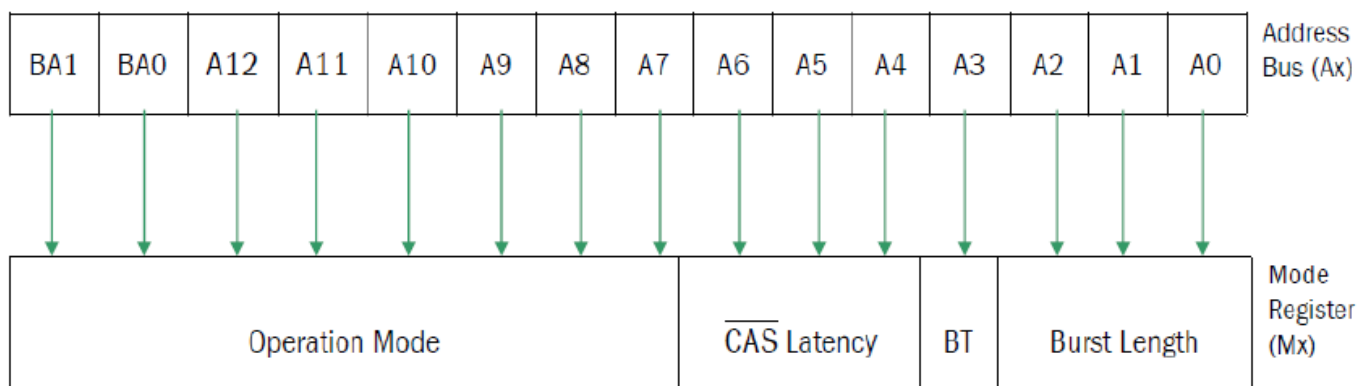 BA1 BA0 A12 A11 A10 A9 A8 A7 A6 A5 A4 A3 A2 A1 A0
Address
Bus (Ax)
Operation Mode
C̅A̅S̅ Latency
BT
Burst Length
Mode
Register
(Mx)